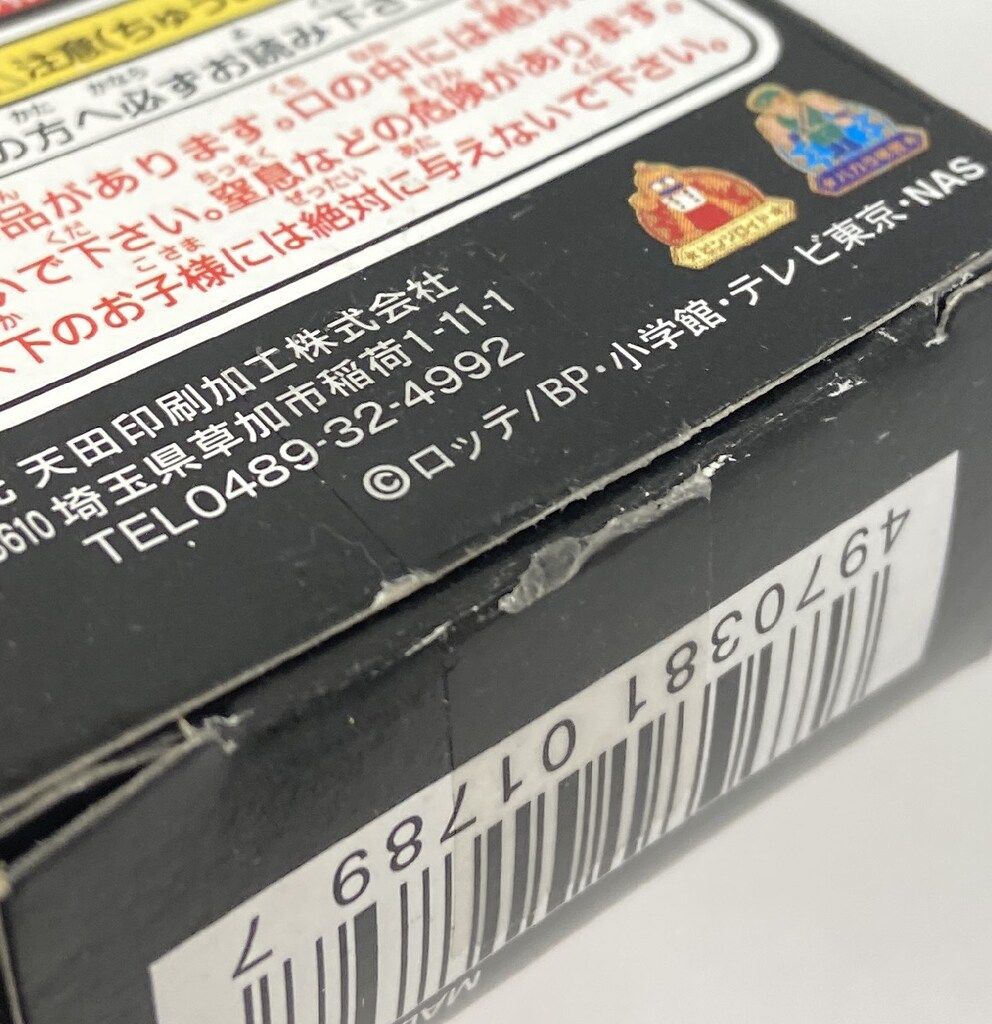 注意(ちゅう
の方へ必ずお読み下さ
品があります。口の中には絶対
いで下さい。窒息などの危険があります。
下のお子様には絶対に与えないで下さい。
天田印刷加工株式会社
3610 埼玉県草加市稲荷1-11-1
TEL0489-32-4992
©ロッテ/BP・小学館・テレビ東京・NAS
4970381017897